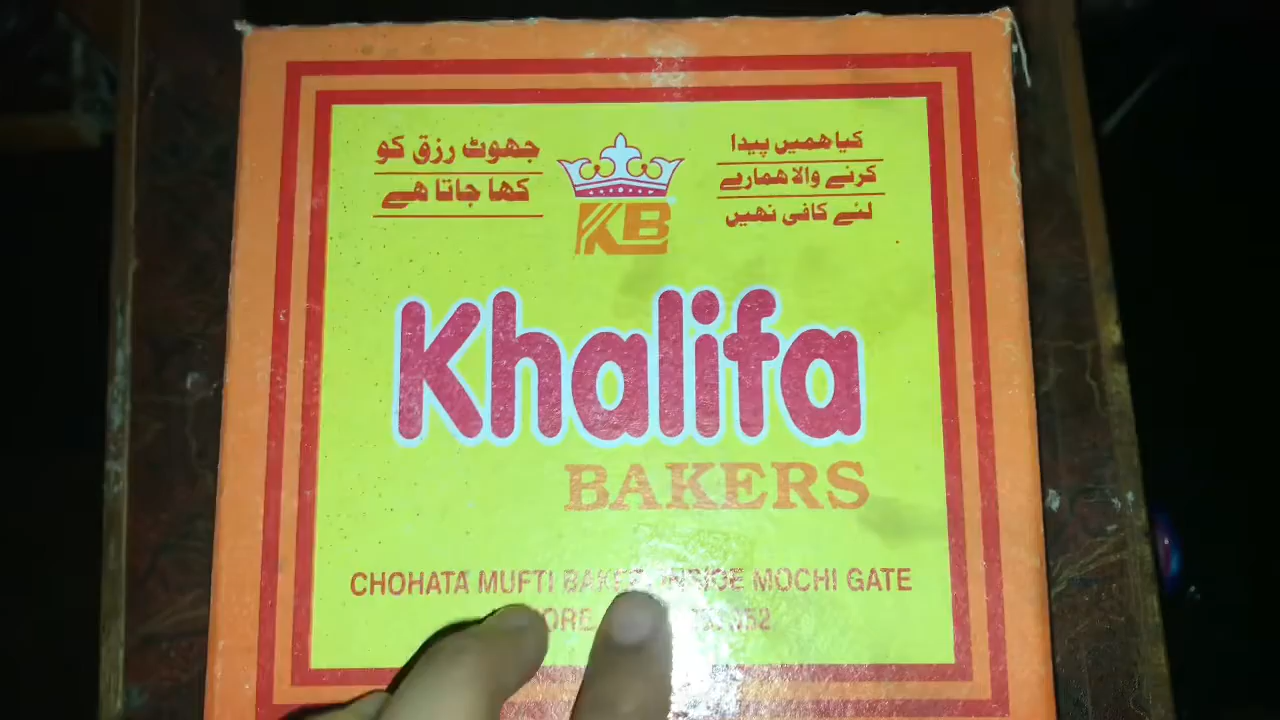 کیا ھمیں پیدا
کرنے والا ھمارے
لئے کافی نھیں
جھوٹ رزق کو
کھا جاتا ھے
KB
Khalifa
BAKERS
CHOHATA MUFTI BAKER INSIDE MOCHI GATE